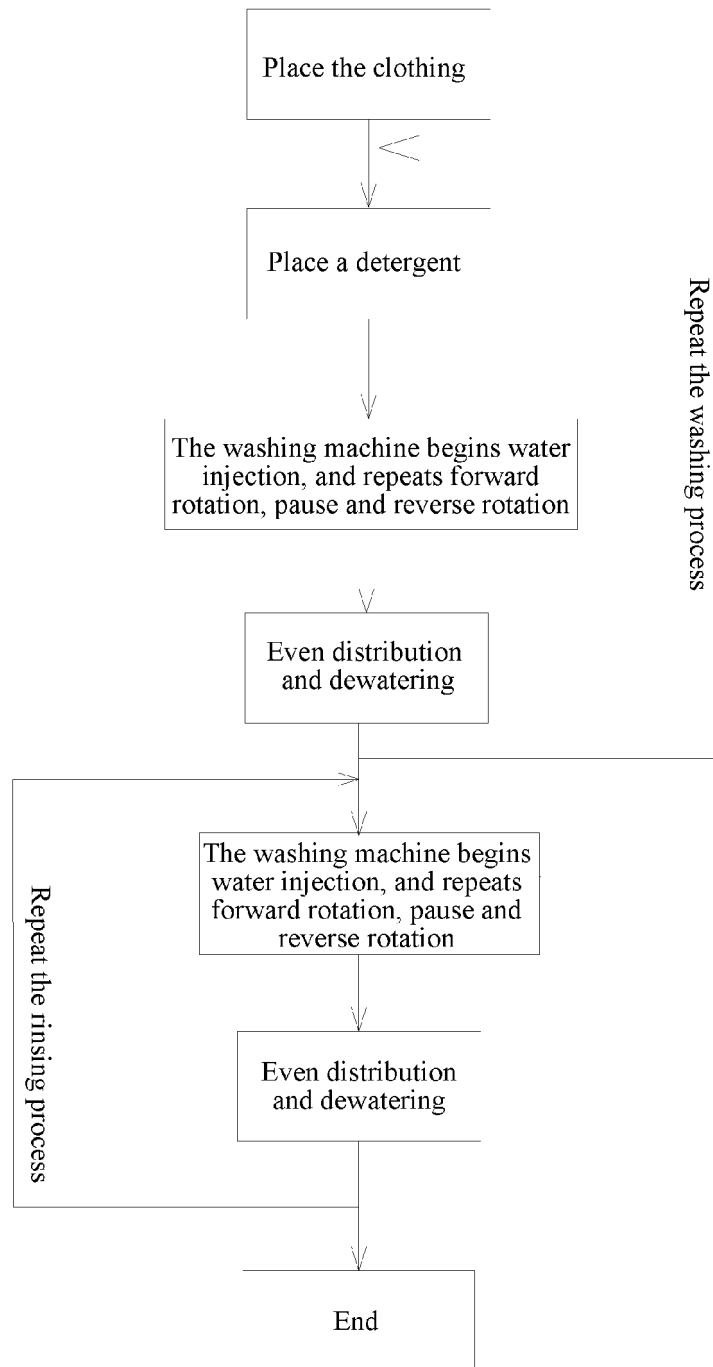 Place the clothing
Place a detergent
Repeat the washing process
The washing machine begins water
injection, and repeats forward
rotation, pause and reverse rotation
Even distribution
and dewatering
The washing machine begins
water injection, and repeats
forward rotation, pause and
reverse rotation
Repeat the rinsing process
Even distribution
and dewatering
End